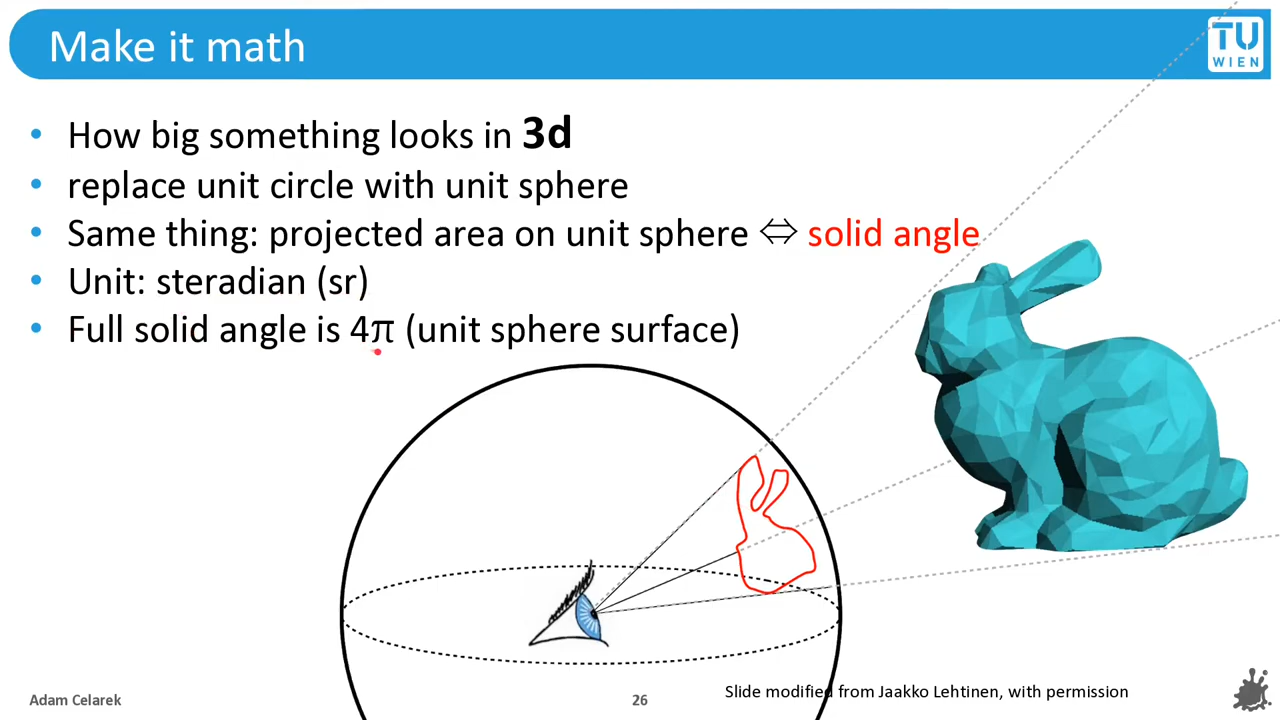 Make it math
TU
WIEN
• How big something looks in 3d
• replace unit circle with unit sphere
• Same thing: projected area on unit sphere ⇔ solid angle
• Unit: steradian (sr)
• Full solid angle is 4π (unit sphere surface)
Adam Celarek
26
Slide modified from Jaakko Lehtinen, with permission